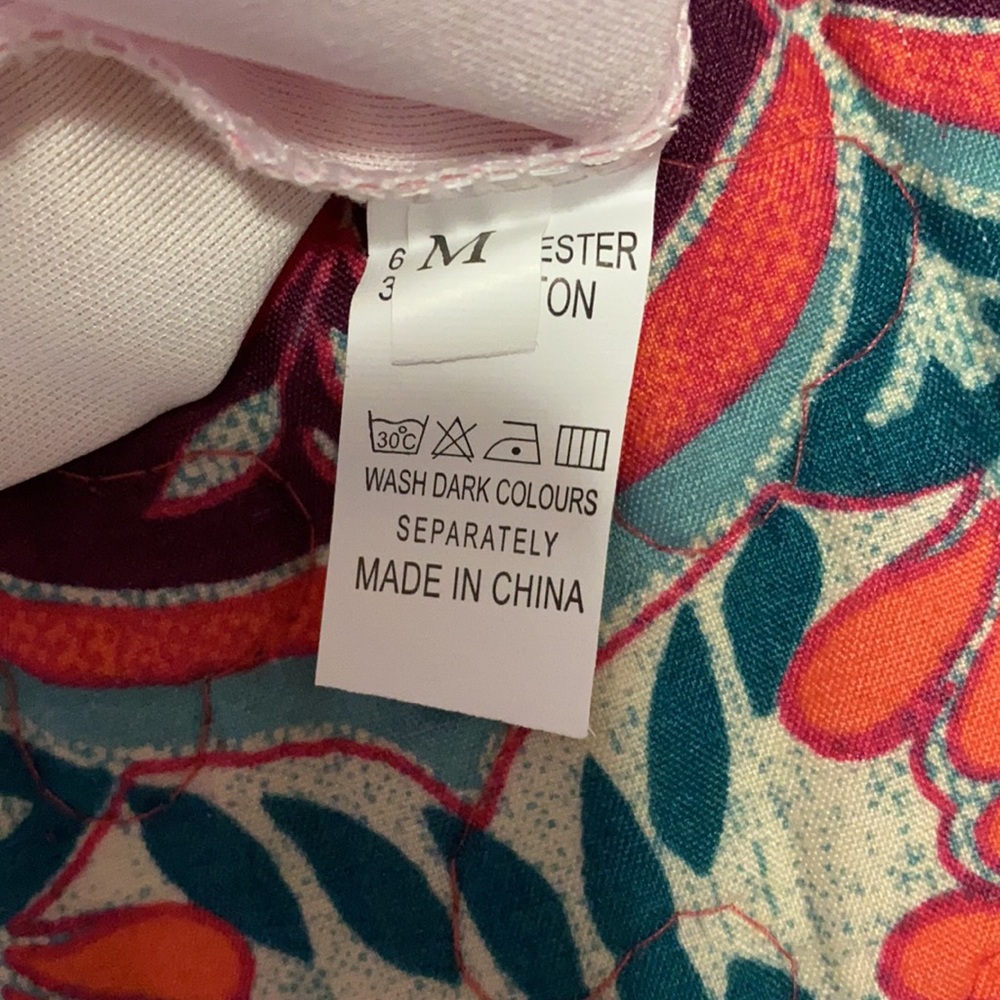 M
6 ESTER
3 TON
30°C
WASH DARK COLOURS
SEPARATELY
MADE IN CHINA